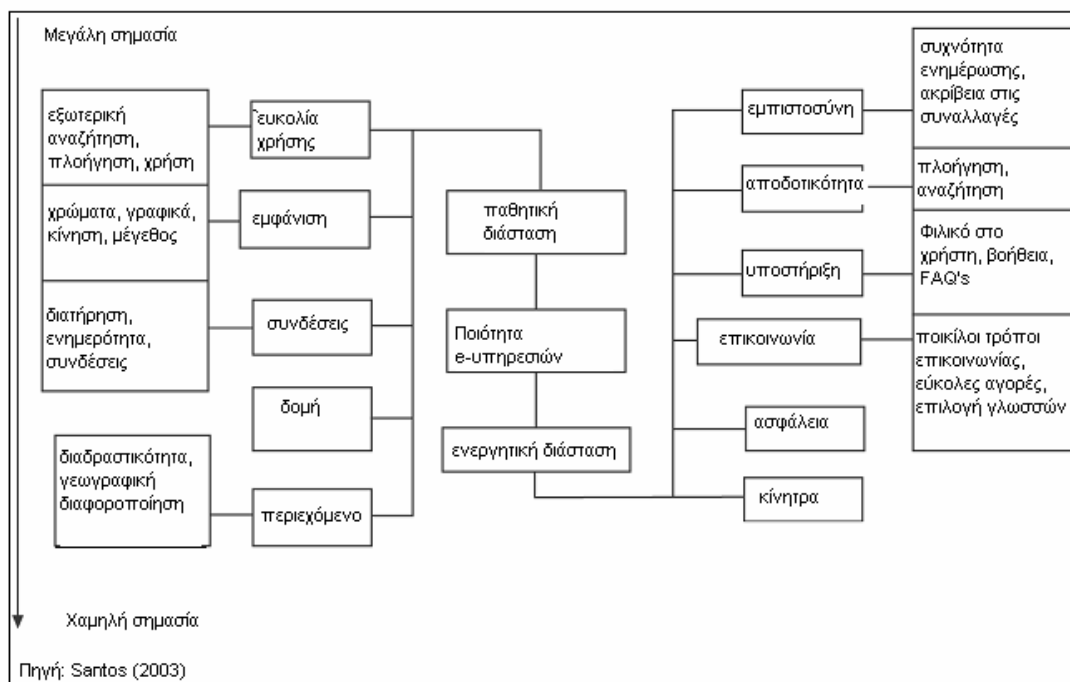 Μεγάλη σημασία
εξωτερική
αναζήτηση,
πλοήγηση, χρήση
χρώματα, γραφικά,
κίνηση, μέγεθος
διατήρηση,
ενημερότητα,
συνδέσεις
διαδραστικότητα,
γεωγραφική
διαφοροποίηση
ευκολία
χρήσης
εμφάνιση
συνδέσεις
δομή
περιεχόμενο
παθητική
διάσταση
Ποιότητα
e-υπηρεσιών
ενεργητική διάσταση
εμπιστοσύνη
αποδοτικότητα
υποστήριξη
επικοινωνία
ασφάλεια
κίνητρα
συχνότητα
ενημέρωσης,
ακρίβεια στις
συναλλαγές
πλοήγηση,
αναζήτηση
Φιλικό στο
χρήστη, βοήθεια,
FAQ's
ποικίλοι τρόποι
επικοινωνίας,
εύκολες αγορές,
επιλογή γλωσσών
Χαμηλή σημασία
Πηγή: Santos (2003)